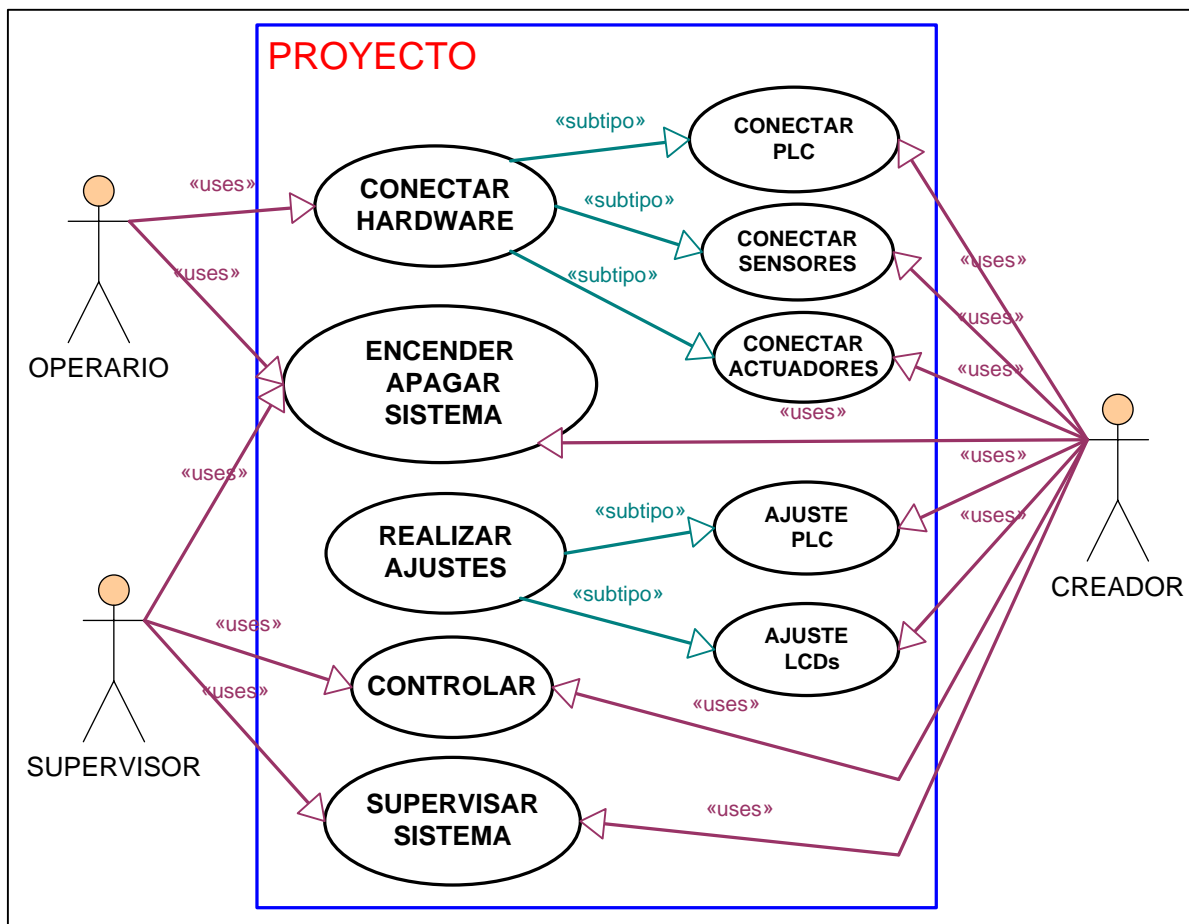 PROYECTO
«subtipo»
CONECTAR
PLC
«uses»
CONECTAR
HARDWARE
«subtipo»
CONECTAR
SENSORES
«uses»
«uses»
«subtipo»
«uses»
OPERARIO
ENCENDER
APAGAR
SISTEMA
CONECTAR
ACTUADORES
«uses»
«uses»
«uses»
«uses»
REALIZAR
AJUSTES
«subtipo»
AJUSTE
PLC
«uses»
CREADOR
«subtipo»
AJUSTE
LCDs
«uses»
CONTROLAR
«uses»
«uses»
SUPERVISOR
SUPERVISAR
SISTEMA
«uses»